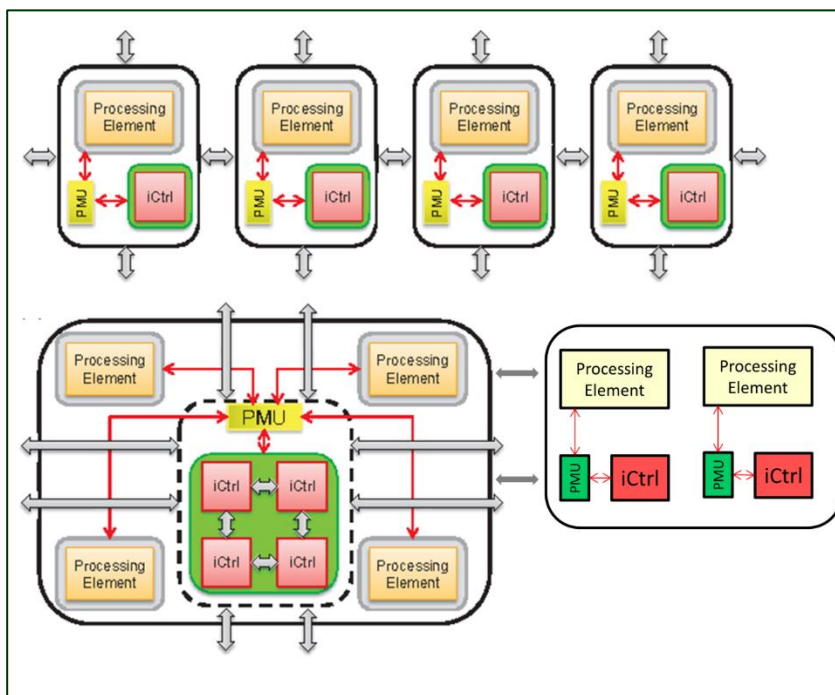 Processing
Element
PMU
iCtrl
Processing
Element
PMU
iCtrl
Processing
Element
PMU
iCtrl
Processing
Element
PMU
iCtrl
Processing
Element
Processing
Element
PMU
iCtrl
iCtrl
iCtrl
iCtrl
Processing
Element
Processing
Element
Processing
Element
Processing
Element
PMU
iCtrl
PMU
iCtrl